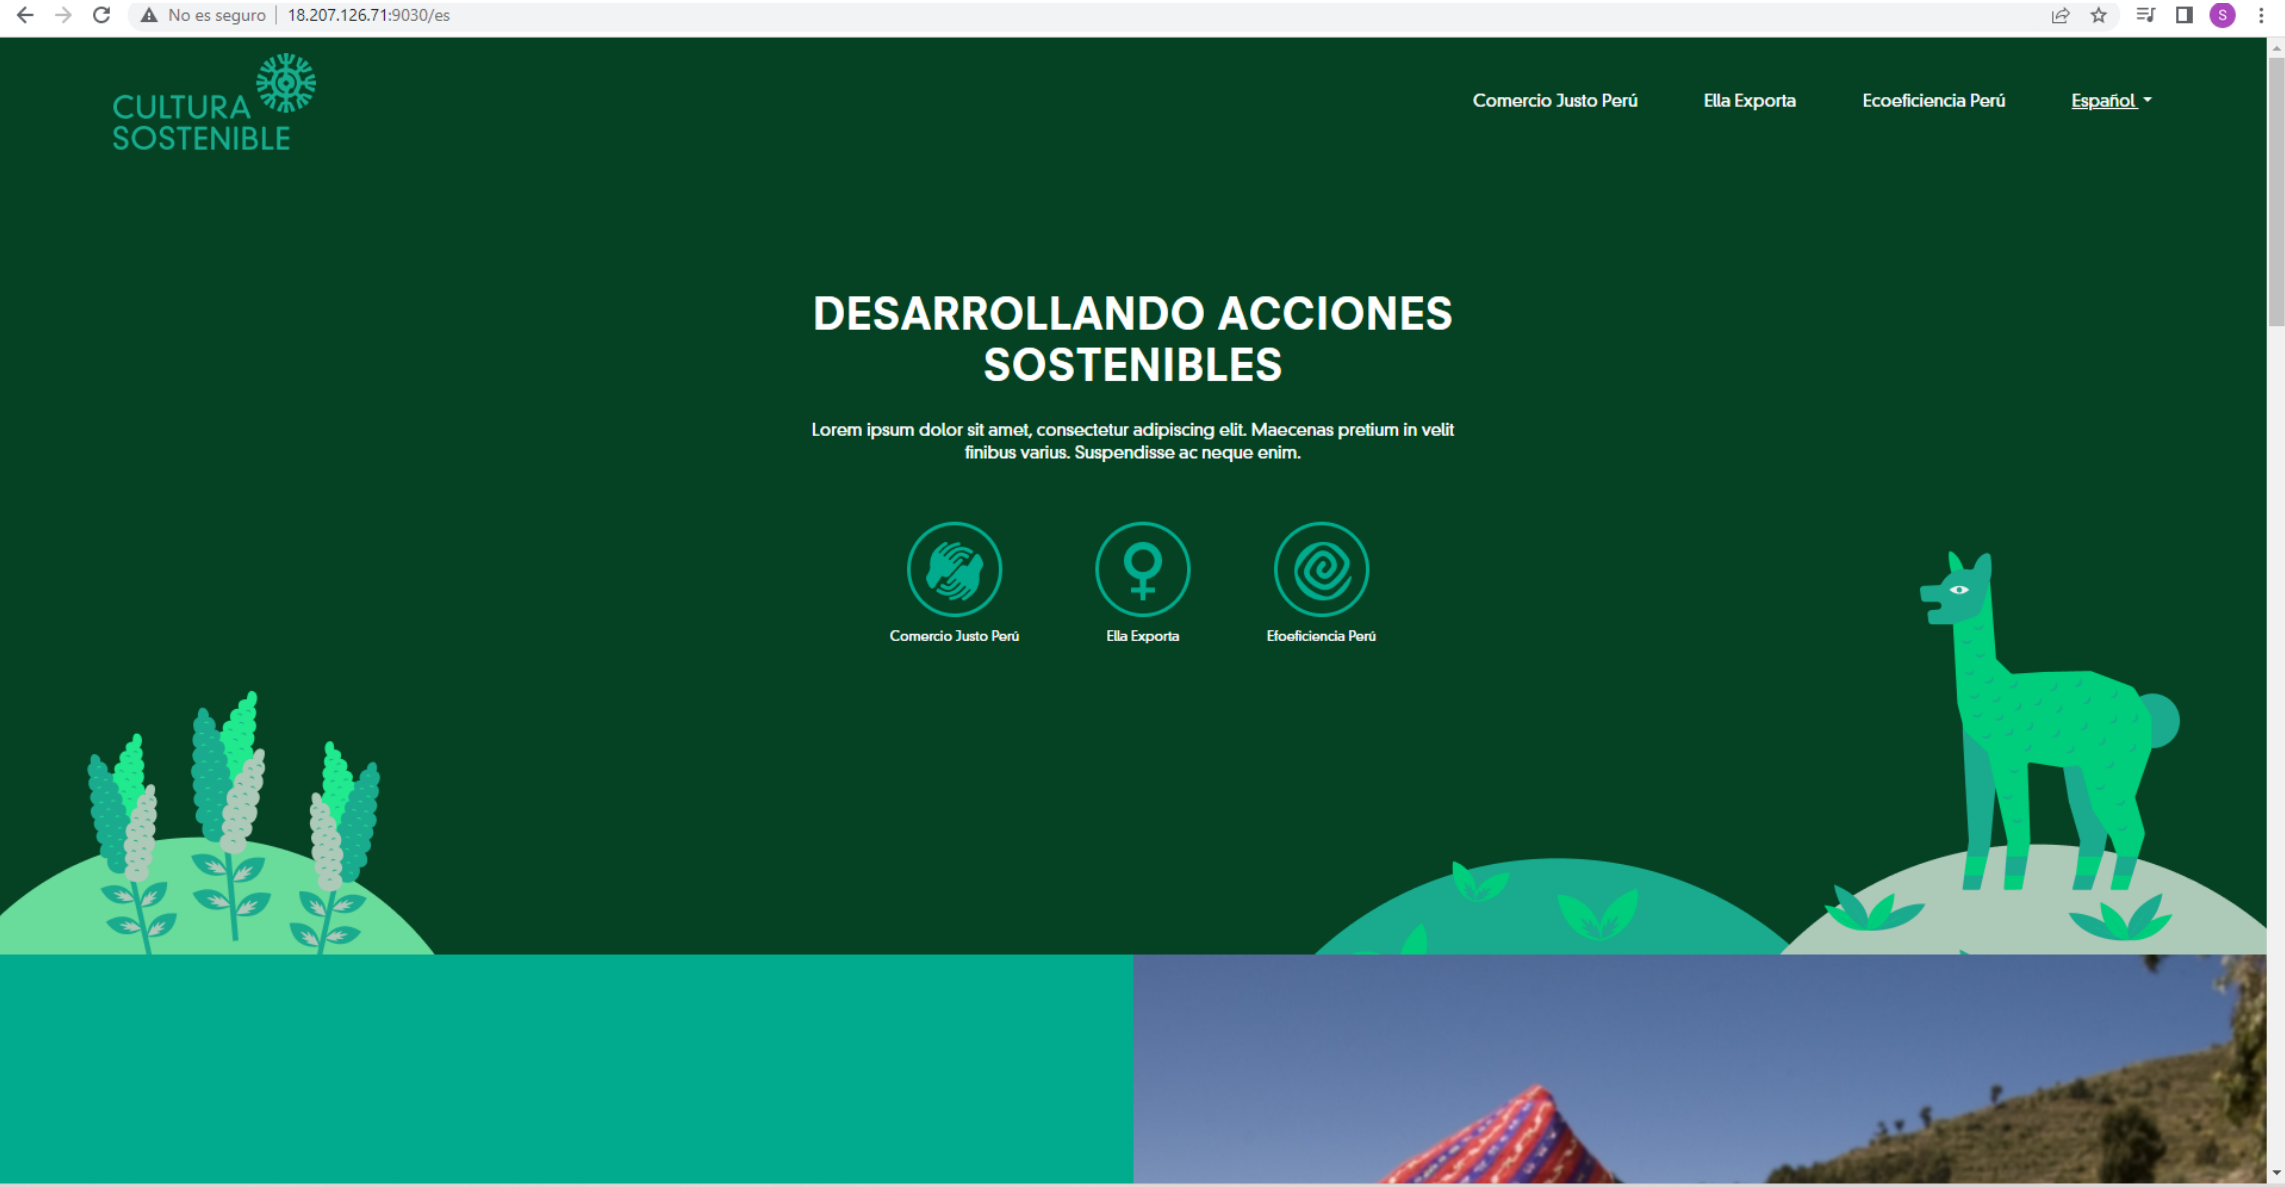 No es seguro
18.207.126.71:9030/es
S
CULTURA
SOSTENIBLE
Comercio Justo Perú
Ella Exporta
Ecoeficiencia Perú
Español
DESARROLLANDO ACCIONES
SOSTENIBLES
Lorem ipsum dolor sit amet, consectetur adipiscing elit. Maecenas pretium in velit
finibus varius. Suspendisse ac neque enim.
Comercio Justo Perú
Ella Exporta
Efoeficiencia Perú